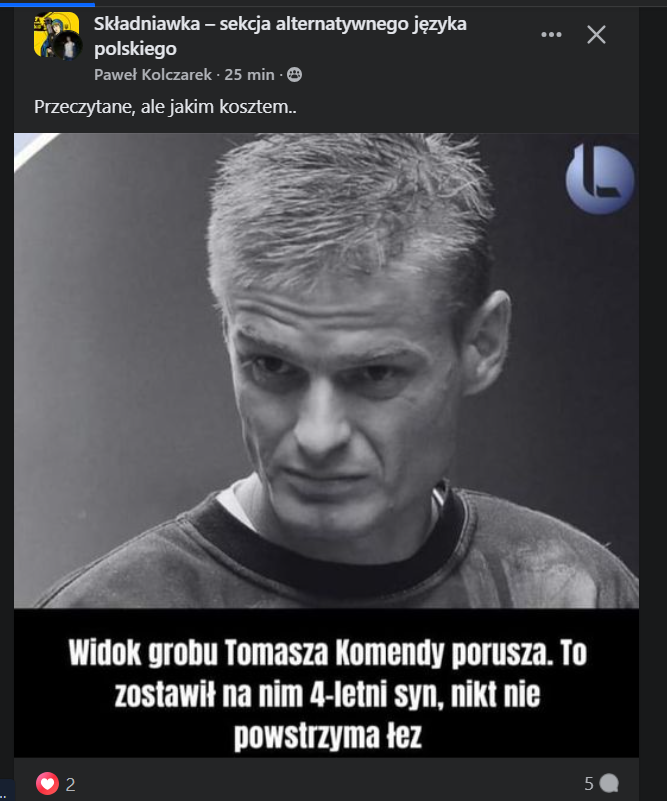 Składniawka – sekcja alternatywnego języka
polskiego
Paweł Kolczarek · 25 min ·
Przeczytane, ale jakim kosztem..
L
Widok grobu Tomasza Komendy porusza. To
zostawił na nim 4-letni syn, nikt nie
powstrzyma łez
2
5